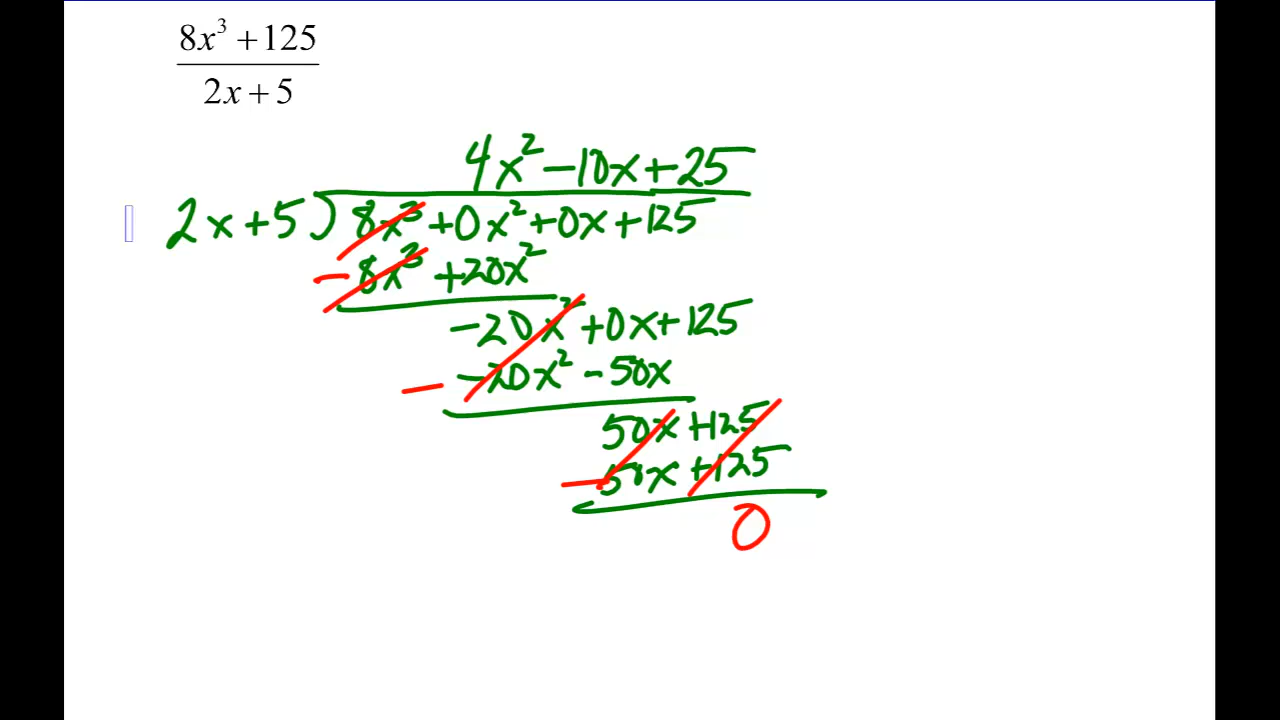 8x³ + 125
2x + 5
4x² - 10x + 25
2x + 5 ) 8x³ + 0x² + 0x + 125
- 8x³ + 20x²
-20x² + 0x + 125
- -20x² - 50x
50x + 125
- 50x + 125
0